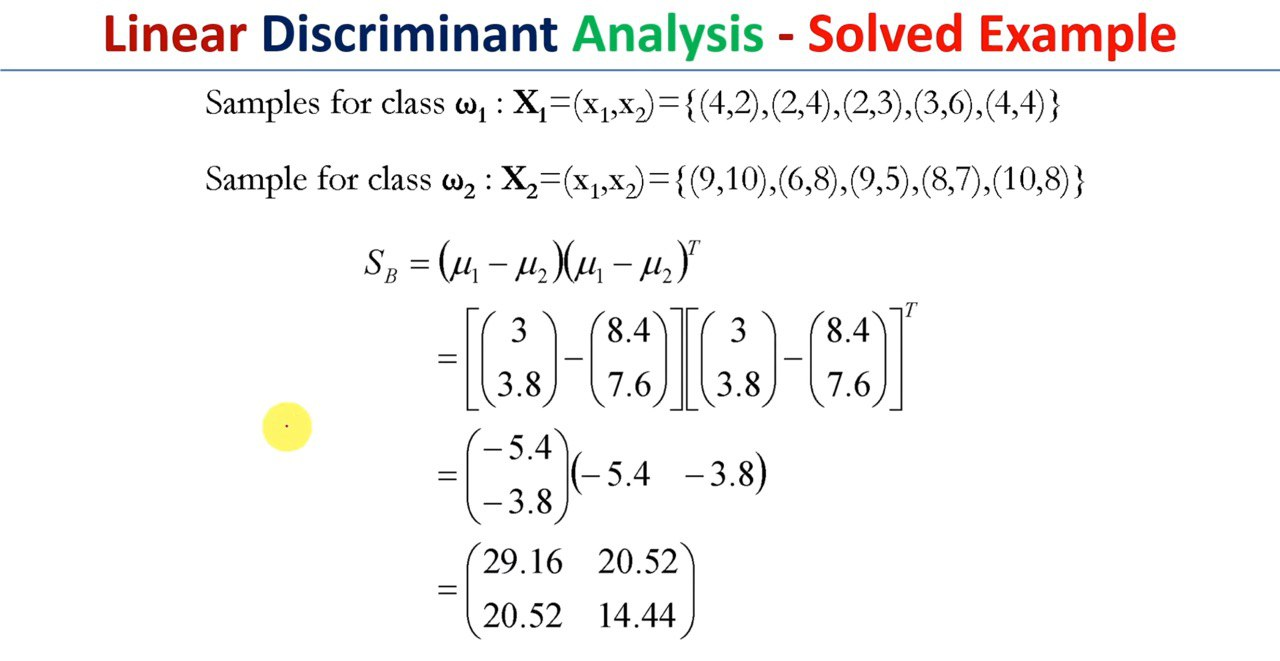 Linear Discriminant Analysis - Solved Example
Samples for class ω₁ : X₁=(x₁,x₂)={(4,2),(2,4),(2,3),(3,6),(4,4)}
Sample for class ω₂ : X₂=(x₁,x₂)={(9,10),(6,8),(9,5),(8,7),(10,8)}
S_B = (μ₁ − μ₂)(μ₁ − μ₂)ᵀ
= [(3 3.8) − (8.4 7.6)][(3 3.8) − (8.4 7.6)]ᵀ
= (−5.4 −3.8)(−5.4 −3.8)
= (29.16 20.52
20.52 14.44)